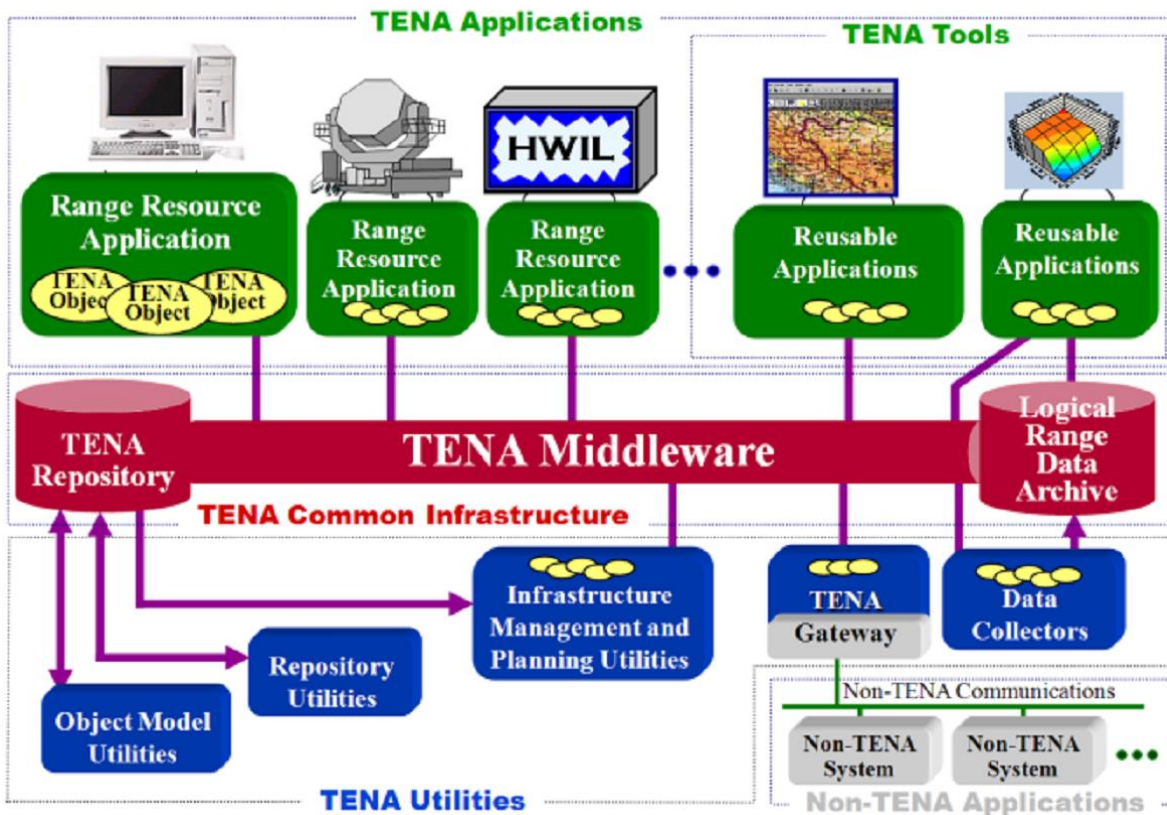 TENA Applications
TENA Tools
HWIL
Range Resource
Application
TENA
Object
TENA
Object
TENA
Object
Range
Resource
Application
Range
Resource
Application
Reusable
Applications
Reusable
Applications
TENA
Repository
TENA Middleware
Logical
Range
Data
Archive
TENA Common Infrastructure
Infrastructure
Management and
Planning Utilities
TENA
Gateway
Data
Collectors
Repository
Utilities
Object Model
Utilities
Non-TENA Communications
Non-TENA
System
Non-TENA
System
TENA Utilities
Non-TENA Applications